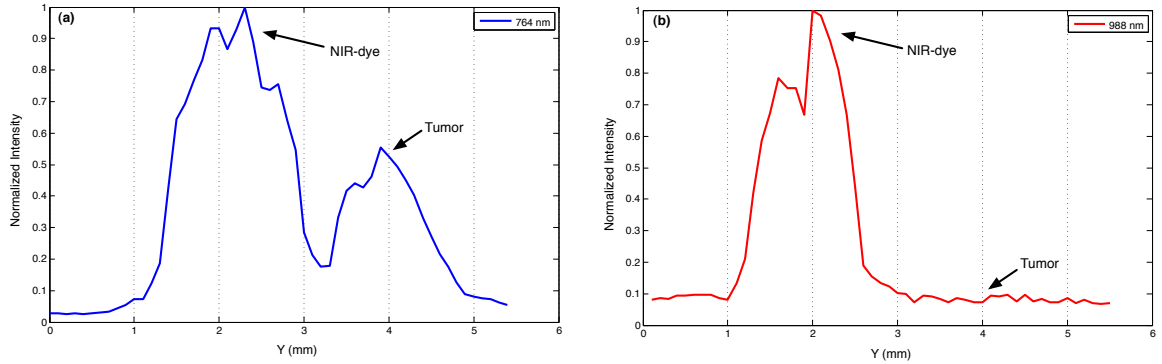 (a)
764 nm
NIR-dye
Tumor
Normalized Intensity
1
0.9
0.8
0.7
0.6
0.5
0.4
0.3
0.2
0.1
0
0 1 2 3 4 5 6
Y (mm)
(b)
988 nm
NIR-dye
Tumor
Normalized Intensity
1
0.9
0.8
0.7
0.6
0.5
0.4
0.3
0.2
0.1
0
0 1 2 3 4 5 6
Y (mm)